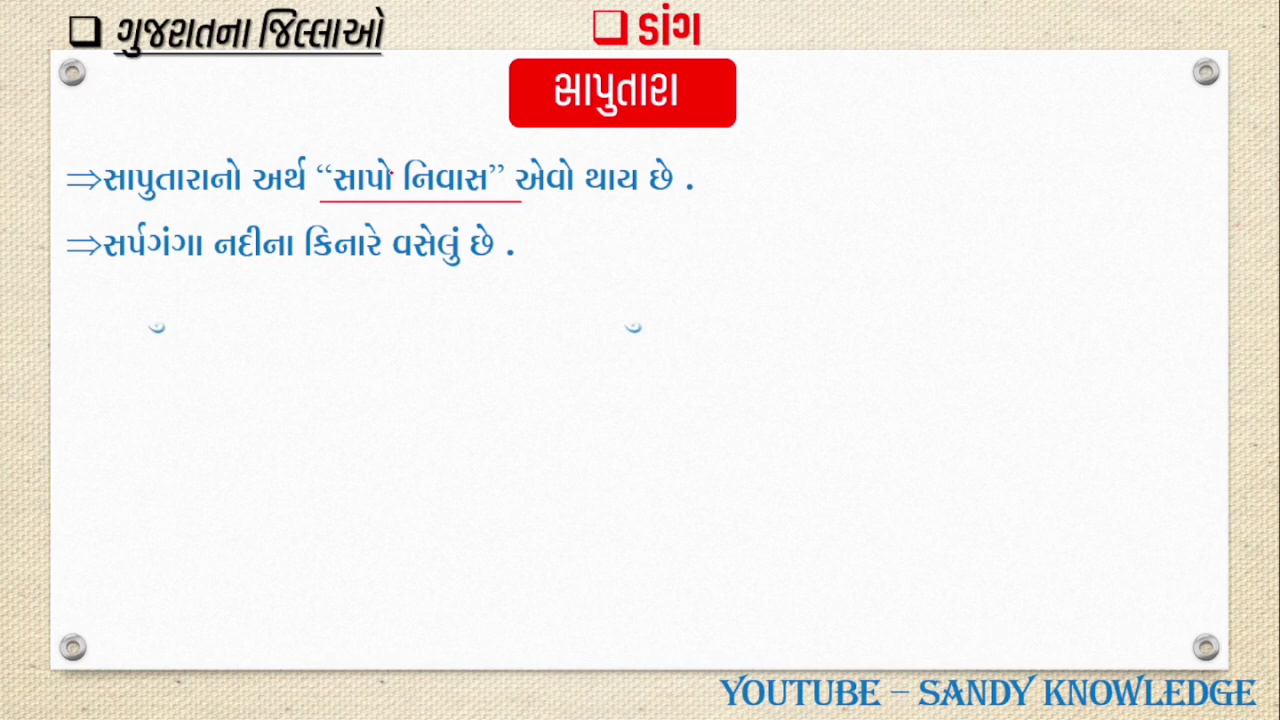 ❑ ગુજરાતના જિલ્લાઓ
❑ ડાંગ
સાપુતારા
⇒સાપુતારાનો અર્થ “સાપો નિવાસ” એવો થાય છે .
⇒સર્પગંગા નદીના કિનારે વસેલું છે .
YOUTUBE – SANDY KNOWLEDGE